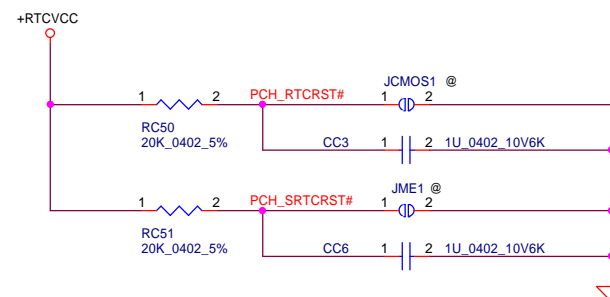 +RTCVCC
JCMOS1 @
1 2 PCH_RTCRST# 1 2
RC50
20K_0402_5%
CC3 1 2 1U_0402_10V6K
JME1 @
1 2 PCH_SRTCRST# 1 2
RC51
20K_0402_5%
CC6 1 2 1U_0402_10V6K